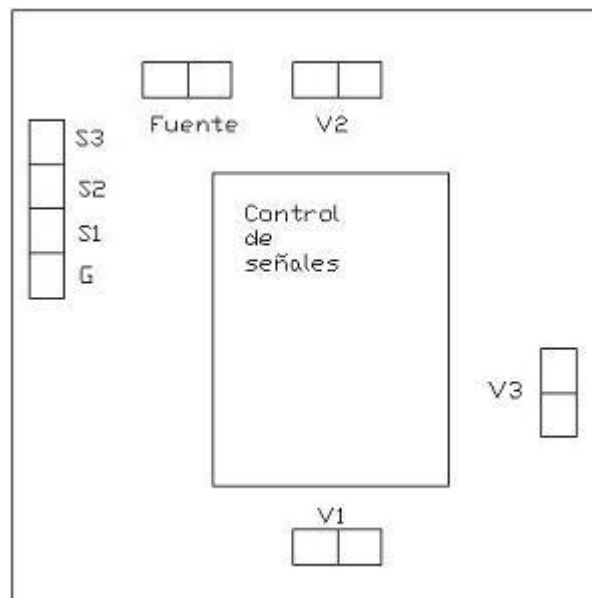 Fuente
V2
S3
S2
S1
G
Control
de
señales
V3
V1